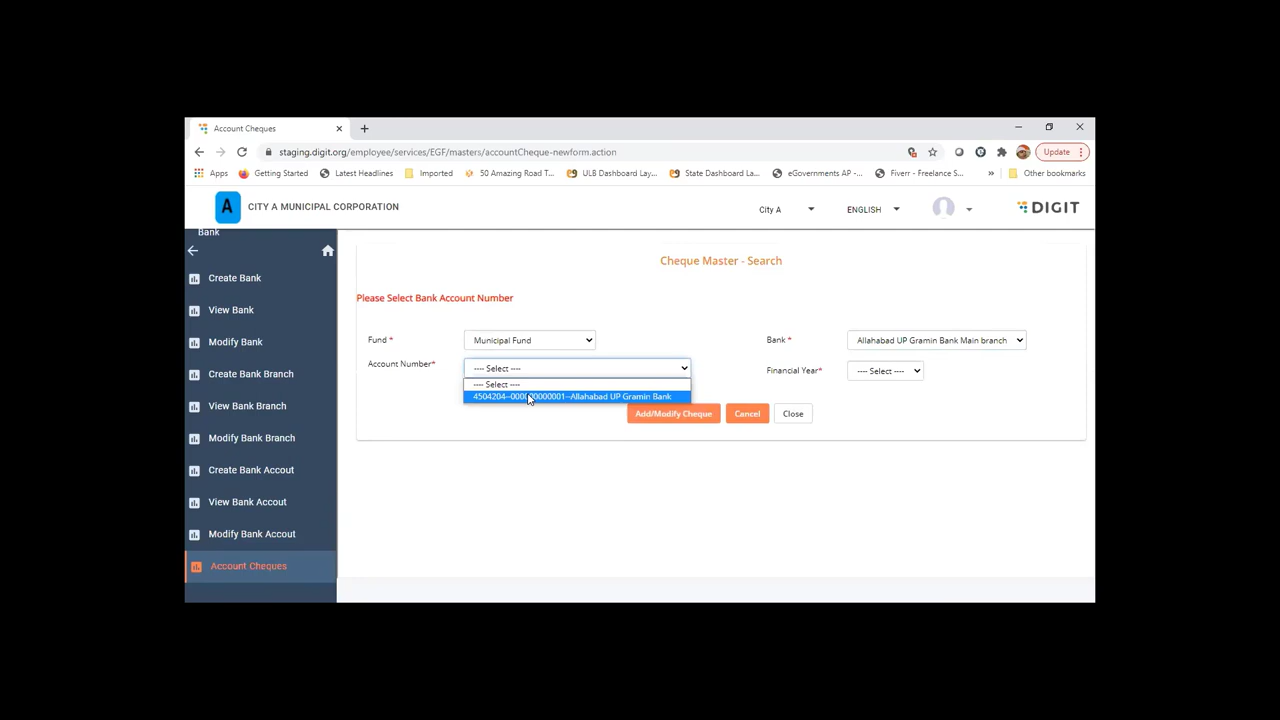 Account Cheques
staging.digit.org/employee/services/EGF/masters/accountCheque-newform.action
Update
Apps
Getting Started
Latest Headlines
Imported
50 Amazing Road T...
ULB Dashboard Lay...
State Dashboard La...
eGovernments AP -...
Fiverr - Freelance S...
»
Other bookmarks
A
CITY A MUNICIPAL CORPORATION
City A
ENGLISH
DIGIT
Bank
Create Bank
View Bank
Modify Bank
Create Bank Branch
View Bank Branch
Modify Bank Branch
Create Bank Accout
View Bank Accout
Modify Bank Accout
Account Cheques
Cheque Master - Search
Please Select Bank Account Number
Fund *
Municipal Fund
Bank *
Allahabad UP Gramin Bank Main branch
Account Number*
---- Select ----
Financial Year*
---- Select ----
---- Select ----
Allahabad UP Gramin Bank
Add/Modify Cheque
Cancel
Close